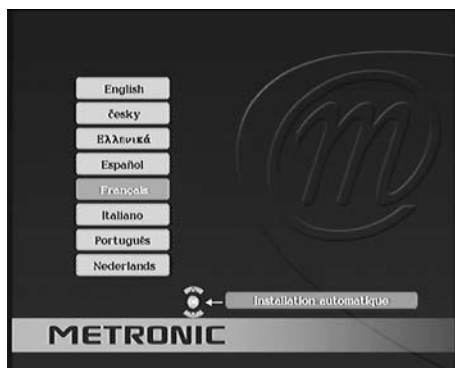 English
česky
Ελληνικά
Español
Français
Italiano
Português
Nederlands
Installation automatique
METRONIC